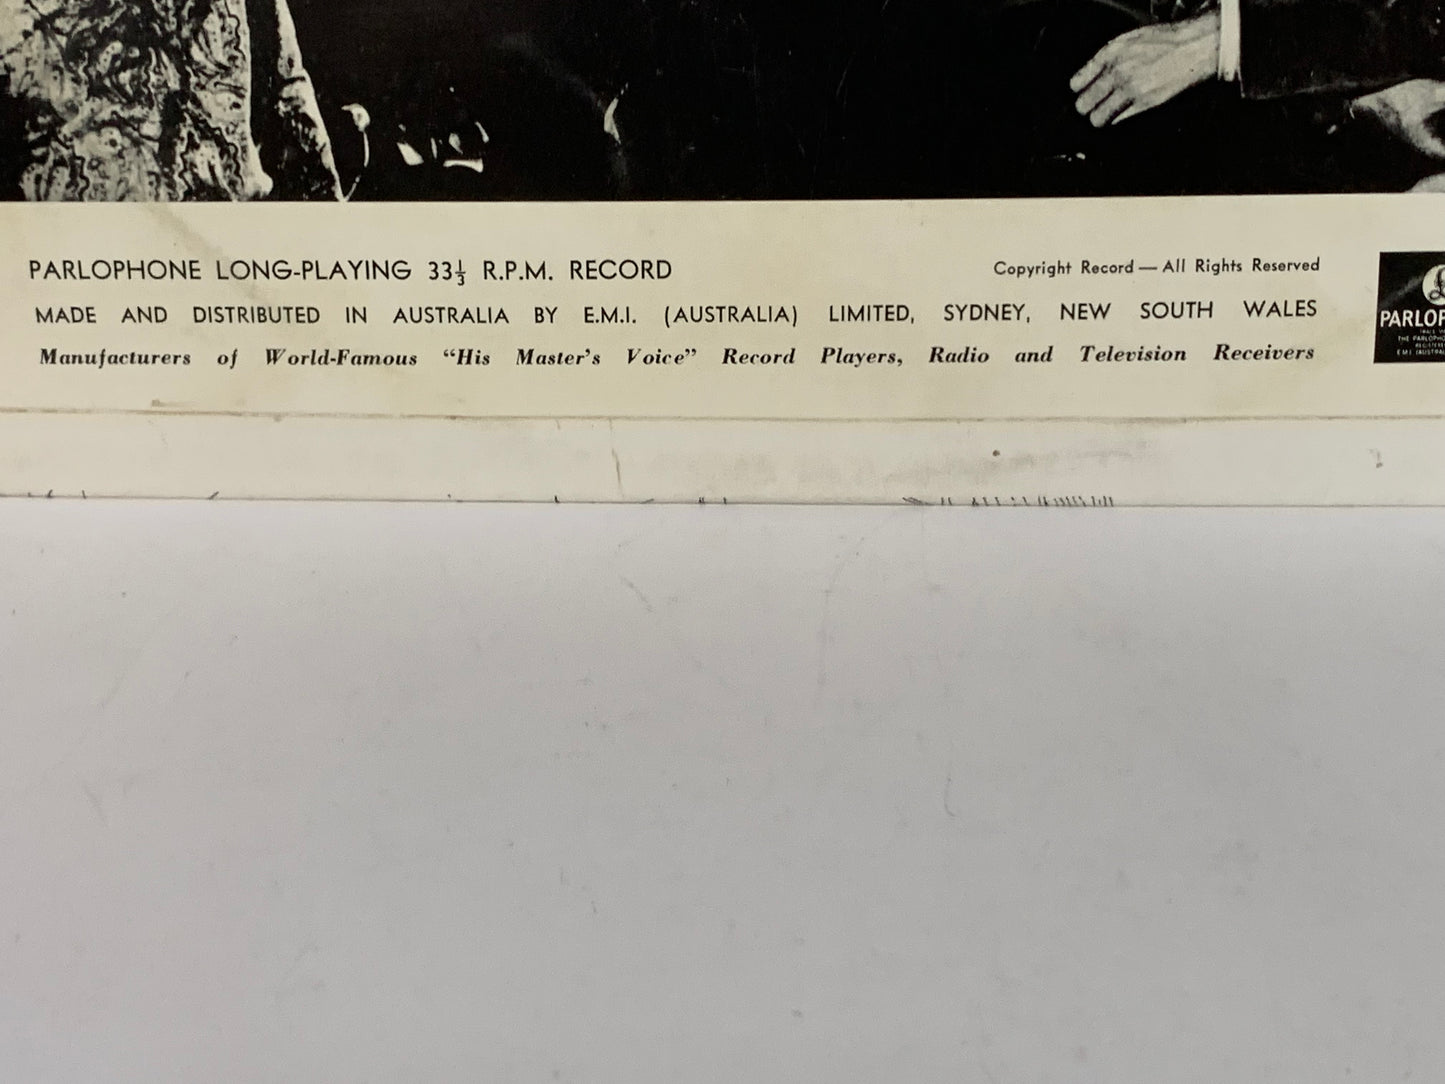 PARLOPHONE LONG-PLAYING 33⅓ R.P.M. RECORD
Copyright Record — All Rights Reserved
MADE AND DISTRIBUTED IN AUSTRALIA BY E.M.I. (AUSTRALIA) LIMITED, SYDNEY, NEW SOUTH WALES
Manufacturers of World-Famous “His Master's Voice” Record Players, Radio and Television Receivers
PARLOP